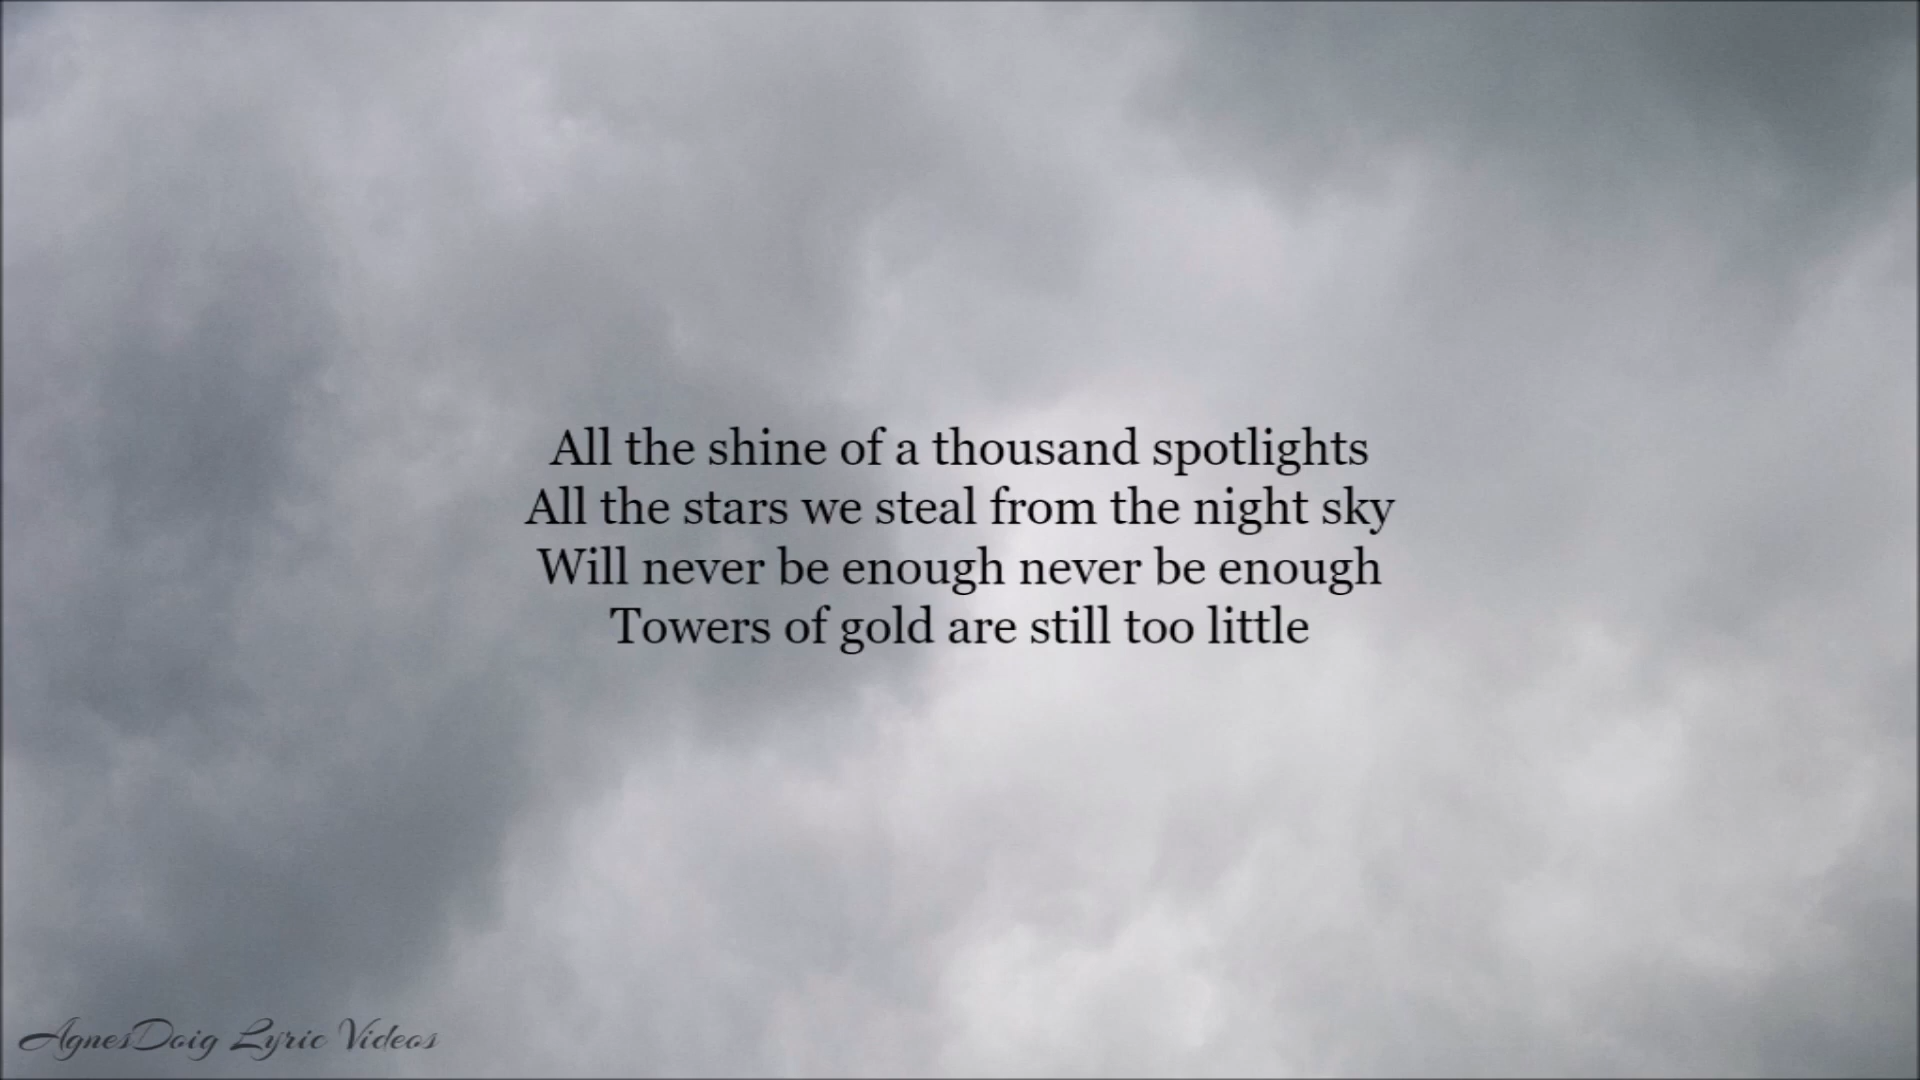 All the shine of a thousand spotlights
All the stars we steal from the night sky
Will never be enough never be enough
Towers of gold are still too little
AgnesDoig Lyric Videos